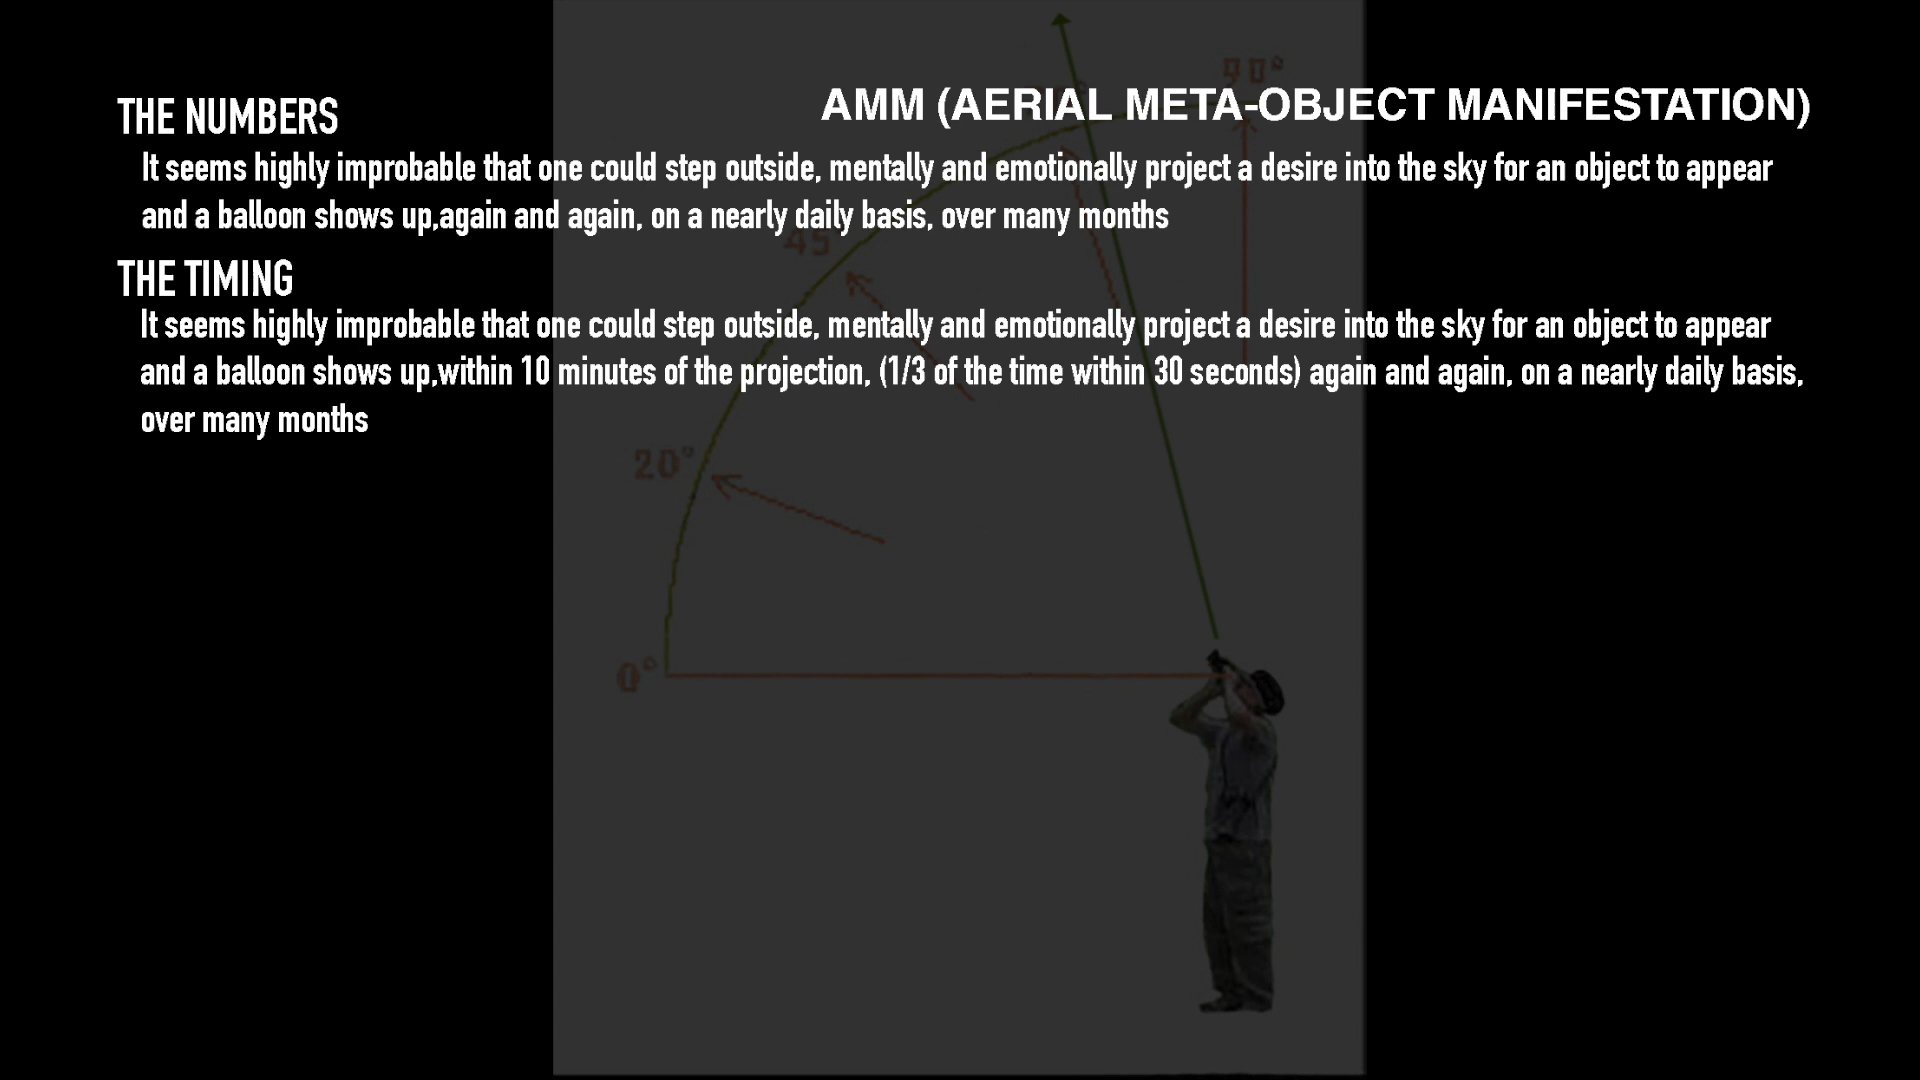 THE NUMBERS
AMM (AERIAL META-OBJECT MANIFESTATION)
It seems highly improbable that one could step outside, mentally and emotionally project a desire into the sky for an object to appear
and a balloon shows up,again and again, on a nearly daily basis, over many months
THE TIMING
It seems highly improbable that one could step outside, mentally and emotionally project a desire into the sky for an object to appear
and a balloon shows up,within 10 minutes of the projection, (1/3 of the time within 30 seconds) again and again, on a nearly daily basis,
over many months
90°
45°
20°
0°